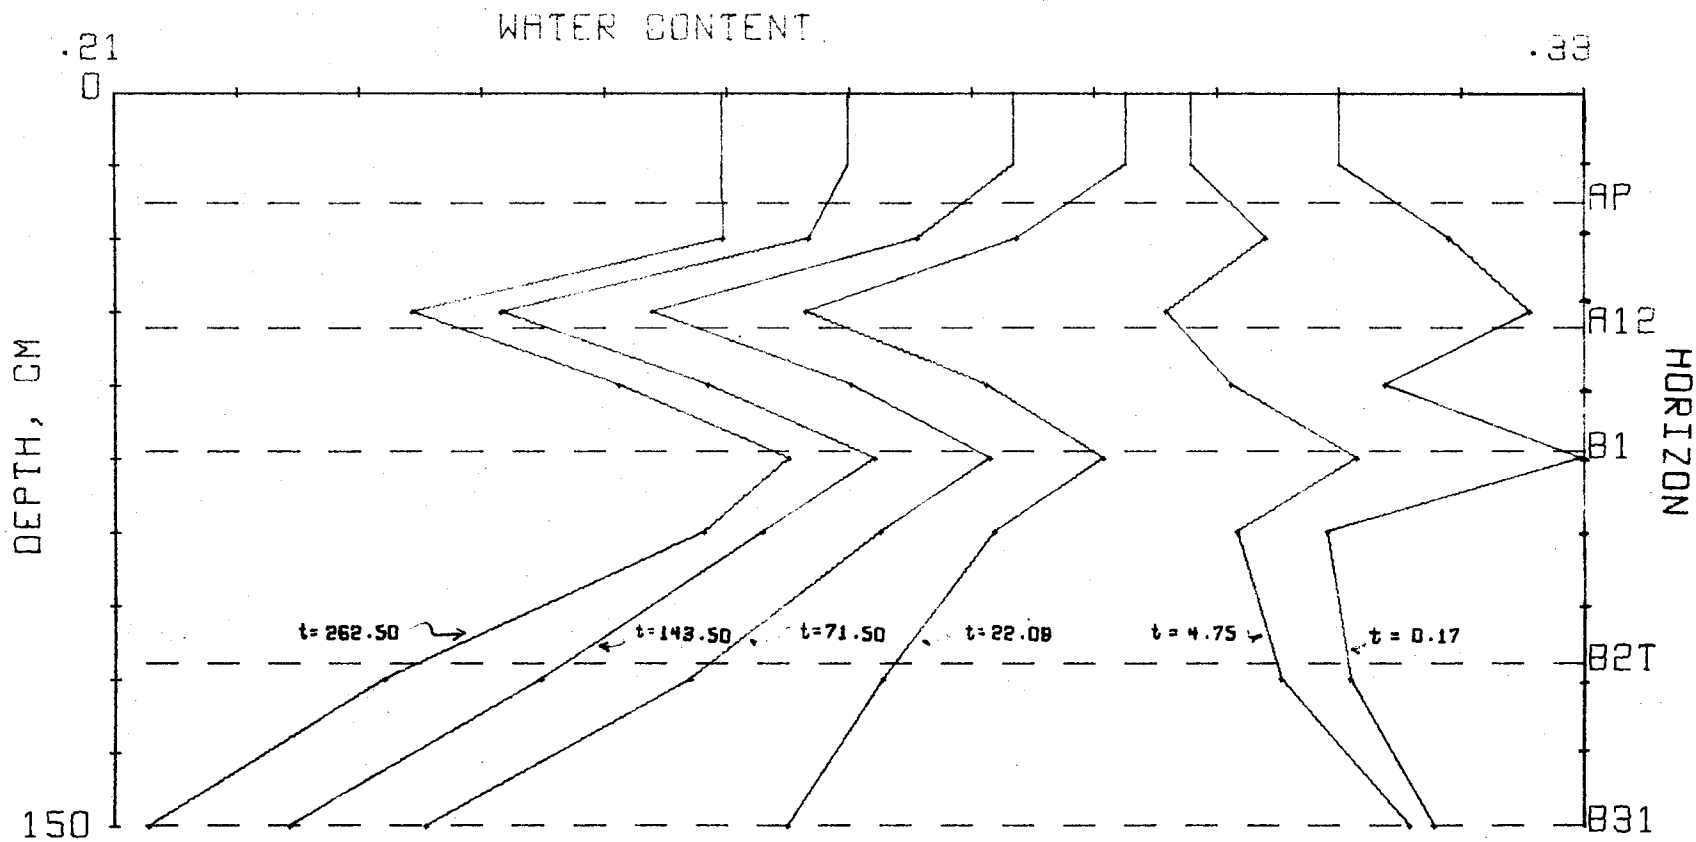 WATER CONTENT
.21
.33
0
AP
A12
DEPTH, CM
HORIZON
B1
t= 262.50
t=143.50
t=71.50
t=22.08
t= 4.75
t = 0.17
B2T
150
B31